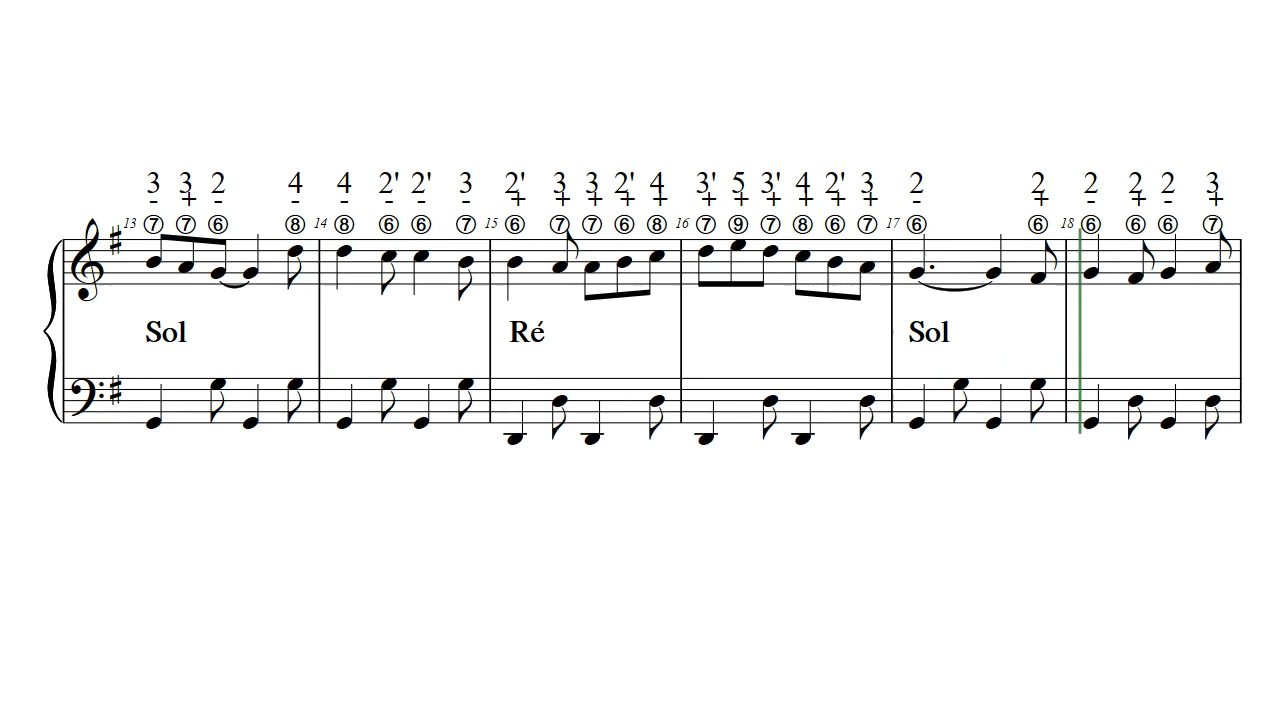 3 3 2 4 4 2' 2' 3 2' 3 3 2' 4 3' 5 3' 4 2' 3 2 2 2 2 2 3
- + - - - - - - + + + + + + + + + + + - + - + - +
13 ⑦ ⑦ ⑥ ⑧ 14 ⑧ ⑥ ⑥ ⑦ 15 ⑥ ⑦ ⑦ ⑥ ⑧ 16 ⑦ ⑨ ⑦ ⑧ ⑥ ⑦ 17 ⑥ ⑥ 18 ⑥ ⑥ ⑥ ⑦
Sol Ré Sol